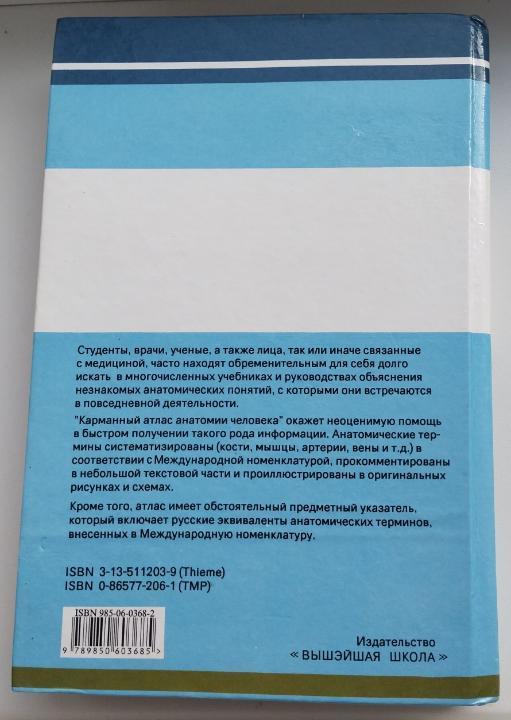 Студенты, врачи, ученые, а также лица, так или иначе связанные
с медициной, часто находят обременительным для себя долго
искать в многочисленных учебниках и руководствах объяснения
незнакомых анатомических понятий, с которыми они встречаются
в повседневной деятельности.
"Карманный атлас анатомии человека" окажет неоценимую помощь
в быстром получении такого рода информации. Анатомические тер-
мины систематизированы (кости, мышцы, артерии, вены и т.д.) в
соответствии с Международной номенклатурой, прокомментированы
в небольшой текстовой части и проиллюстрированы в оригинальных
рисунках и схемах.
Кроме того, атлас имеет обстоятельный предметный указатель,
который включает русские эквиваленты анатомических терминов,
внесенных в Международную номенклатуру.
ISBN 3-13-511203-9 (Thieme)
ISBN 0-86577-206-1 (TMP)
ISBN 985-06-0368-2
9 789850 603685 >
Издательство
« ВЫШЭЙШАЯ ШКОЛА »